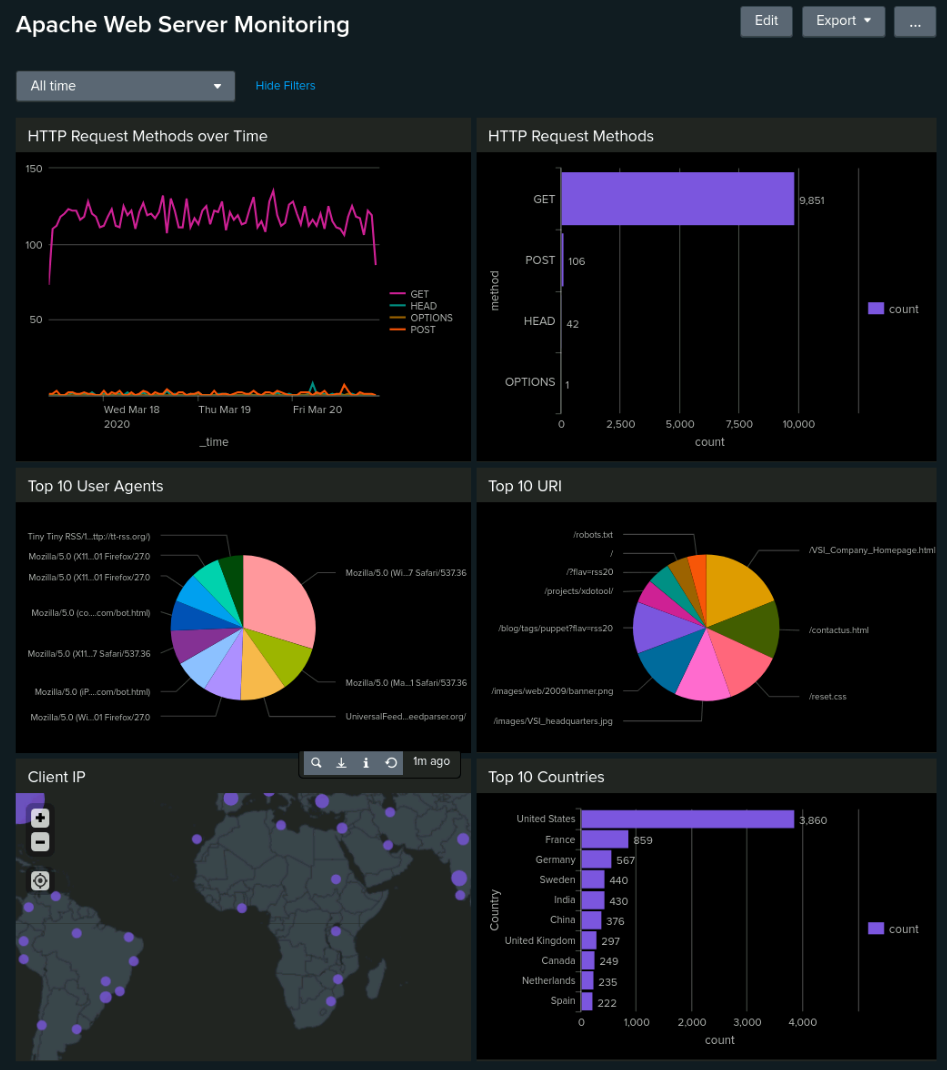 Apache Web Server Monitoring
Edit
Export
...
All time
Hide Filters
HTTP Request Methods over Time
150
100
50
Wed Mar 18
2020
Thu Mar 19
Fri Mar 20
_time
GET
HEAD
OPTIONS
POST
HTTP Request Methods
method
GET
9,851
POST
106
HEAD
42
OPTIONS
1
0
2,500
5,000
7,500
10,000
count
count
Top 10 User Agents
Tiny Tiny RSS/1...ttp://tt-rss.org/)
Mozilla/5.0 (X11...01 Firefox/27.0
Mozilla/5.0 (X11...01 Firefox/27.0
Mozilla/5.0 (co....com/bot.html)
Mozilla/5.0 (X11...7 Safari/537.36
Mozilla/5.0 (iP....com/bot.html)
Mozilla/5.0 (Wi...01 Firefox/27.0
Mozilla/5.0 (Wi...7 Safari/537.36
Mozilla/5.0 (Ma...1 Safari/537.36
UniversalFeed...eedparser.org/
Top 10 URI
/robots.txt
/
/?flav=rss20
/projects/xdotool/
/blog/tags/puppet?flav=rss20
/images/web/2009/banner.png
/images/VSI_headquarters.jpg
/VSI_Company_Homepage.html
/contactus.html
/reset.css
1m ago
Client IP
Top 10 Countries
Country
United States
3,860
France
859
Germany
567
Sweden
440
India
430
China
376
United Kingdom
297
Canada
249
Netherlands
235
Spain
222
0
1,000
2,000
3,000
4,000
count
count